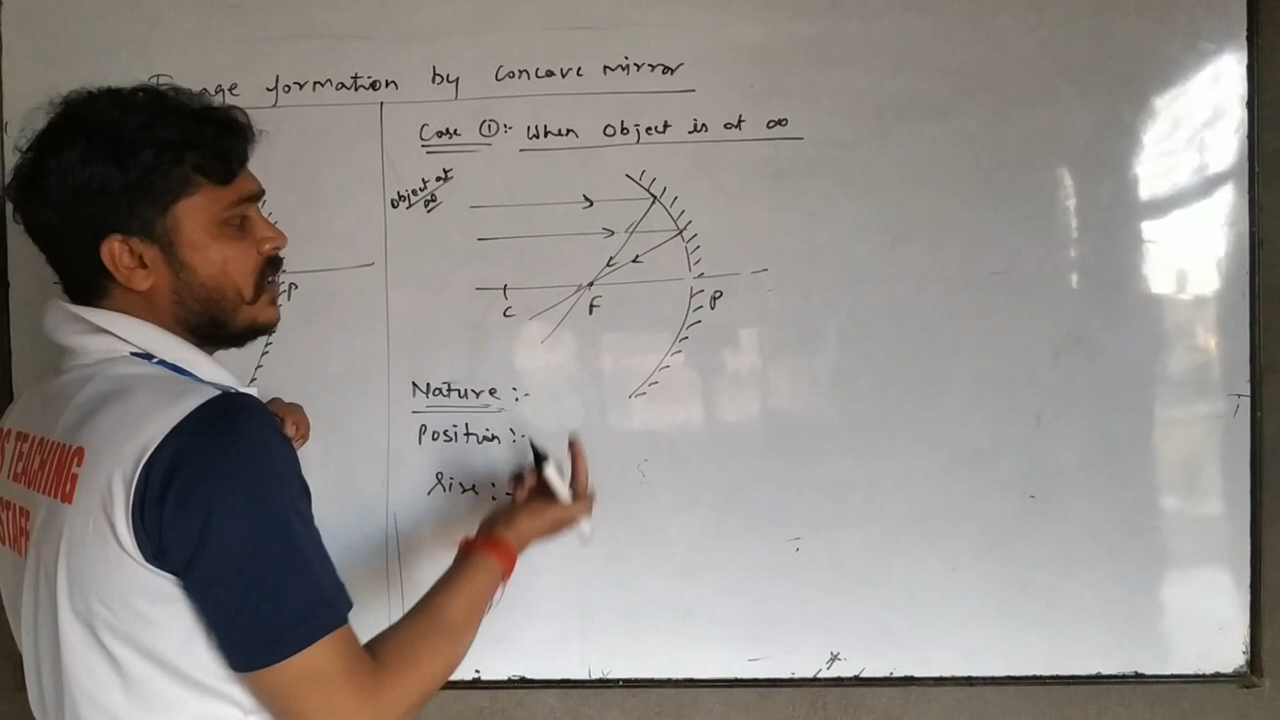 Image formation by Concave mirror
Case ①:- When object is at ∞
object at
∞
P
C
F
P
Nature :-
Position :-
Size :-
S TEACHING
STAFF